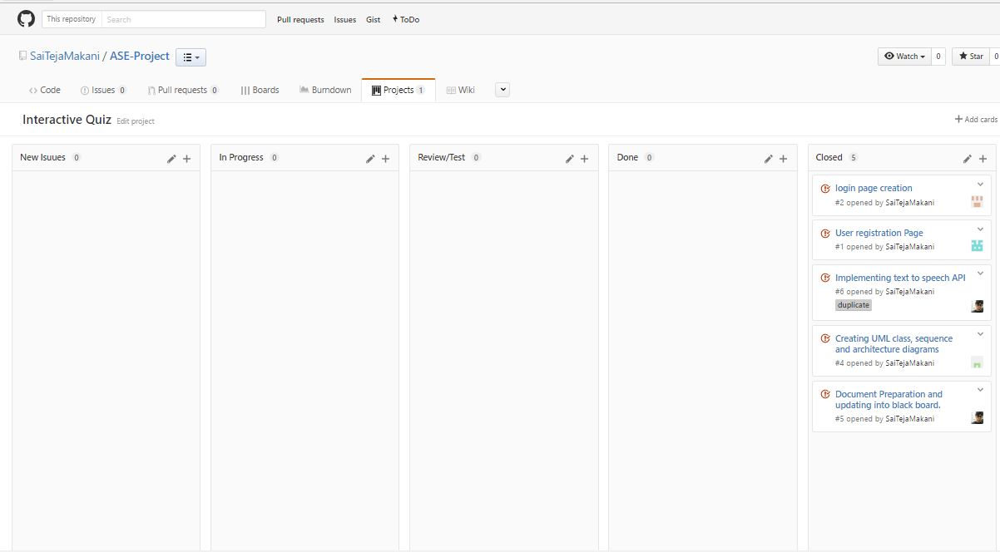 This repository Search Pull requests Issues Gist ToDo
SaiTejaMakani / ASE-Project Watch 0 Star 0
Code Issues 0 Pull requests 0 Boards Burndown Projects 1 Wiki
Interactive Quiz Edit project Add cards
New Isuues 0
In Progress 0
Review/Test 0
Done 0
Closed 5
login page creation
#2 opened by SaiTejaMakani
User registration Page
#1 opened by SaiTejaMakani
Implementing text to speech API
#6 opened by SaiTejaMakani
duplicate
Creating UML class, sequence
and architecture diagrams
#4 opened by SaiTejaMakani
Document Preparation and
updating into black board.
#5 opened by SaiTejaMakani